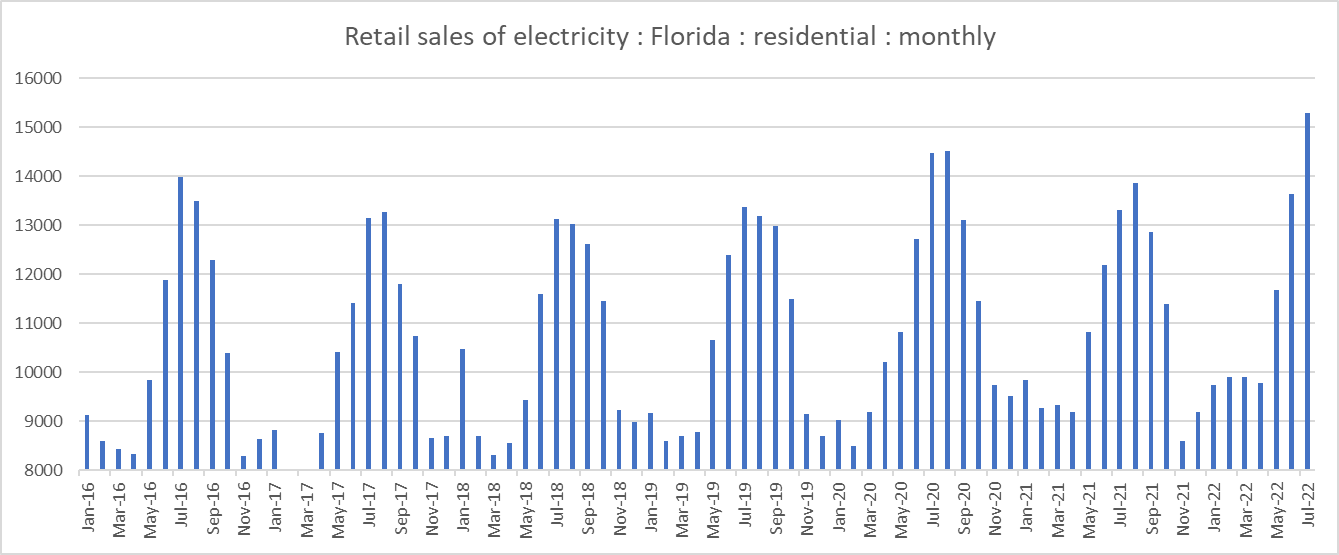 Retail sales of electricity : Florida : residential : monthly
16000
15000
14000
13000
12000
11000
10000
9000
8000
Jan-16
Mar-16
May-16
Jul-16
Sep-16
Nov-16
Jan-17
Mar-17
May-17
Jul-17
Sep-17
Nov-17
Jan-18
Mar-18
May-18
Jul-18
Sep-18
Nov-18
Jan-19
Mar-19
May-19
Jul-19
Sep-19
Nov-19
Jan-20
Mar-20
May-20
Jul-20
Sep-20
Nov-20
Jan-21
Mar-21
May-21
Jul-21
Sep-21
Nov-21
Jan-22
Mar-22
May-22
Jul-22